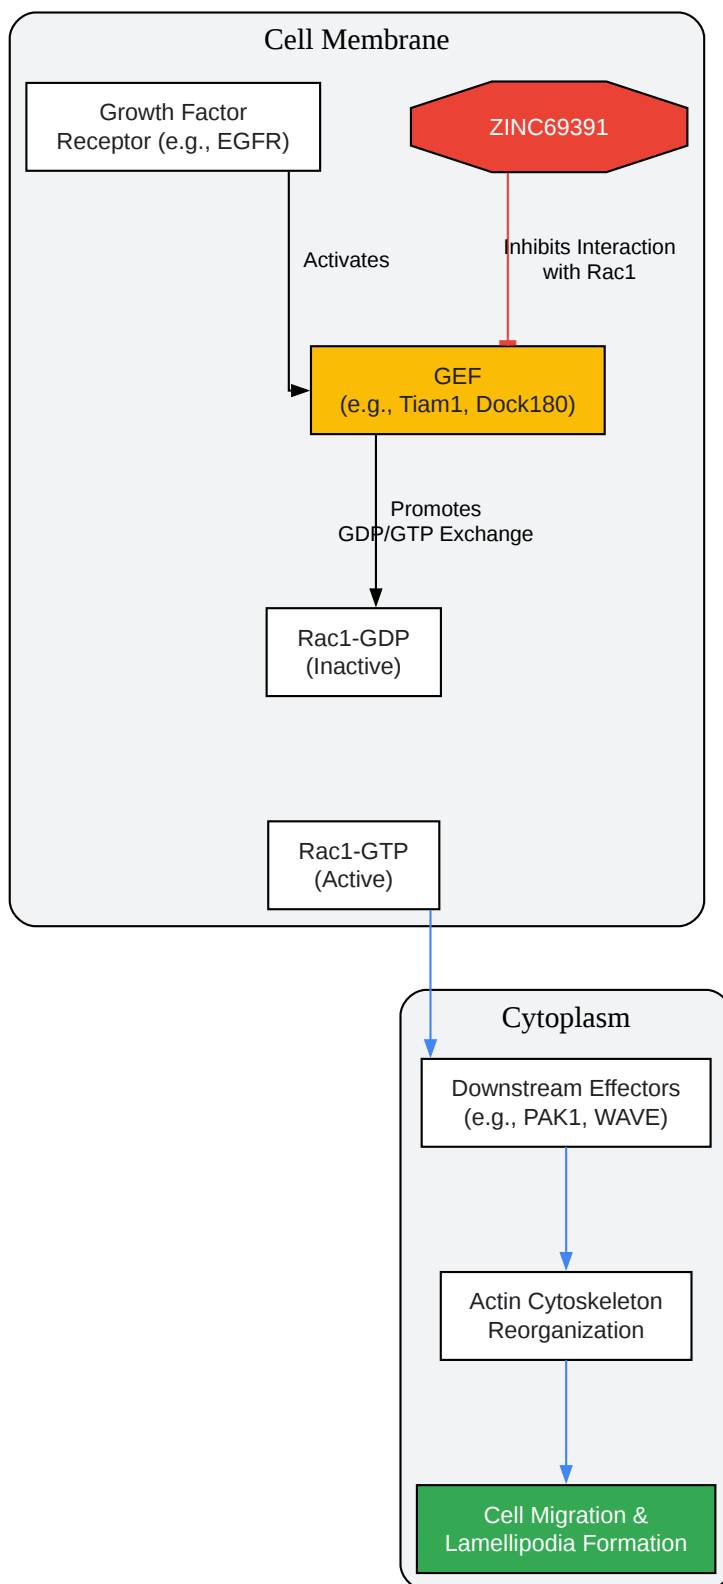 Cell Membrane
Growth Factor
Receptor (e.g., EGFR)
ZINC69391
Activates
Inhibits Interaction
with Rac1
GEF
(e.g., Tiam1, Dock180)
Promotes
GDP/GTP Exchange
Rac1-GDP
(Inactive)
Rac1-GTP
(Active)
Cytoplasm
Downstream Effectors
(e.g., PAK1, WAVE)
Actin Cytoskeleton
Reorganization
Cell Migration &
Lamellipodia Formation